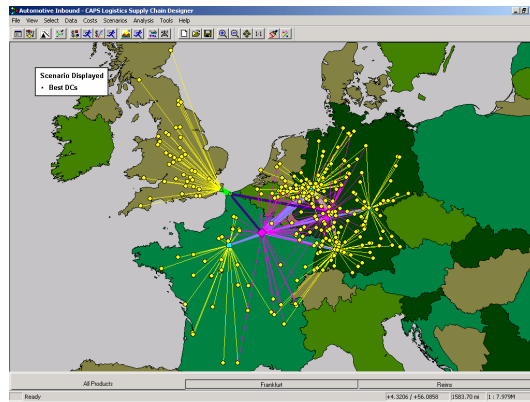 Automotive Inbound - CAPS Logistics Supply Chain Designer
File View Select Data Costs Scenarios Analysis Tools Help
Scenario Displayed
• Best DCs
All Products Frankfurt Reims
Ready +4.3206 / +56.0858 1583.70 mi 1 : 7.979M